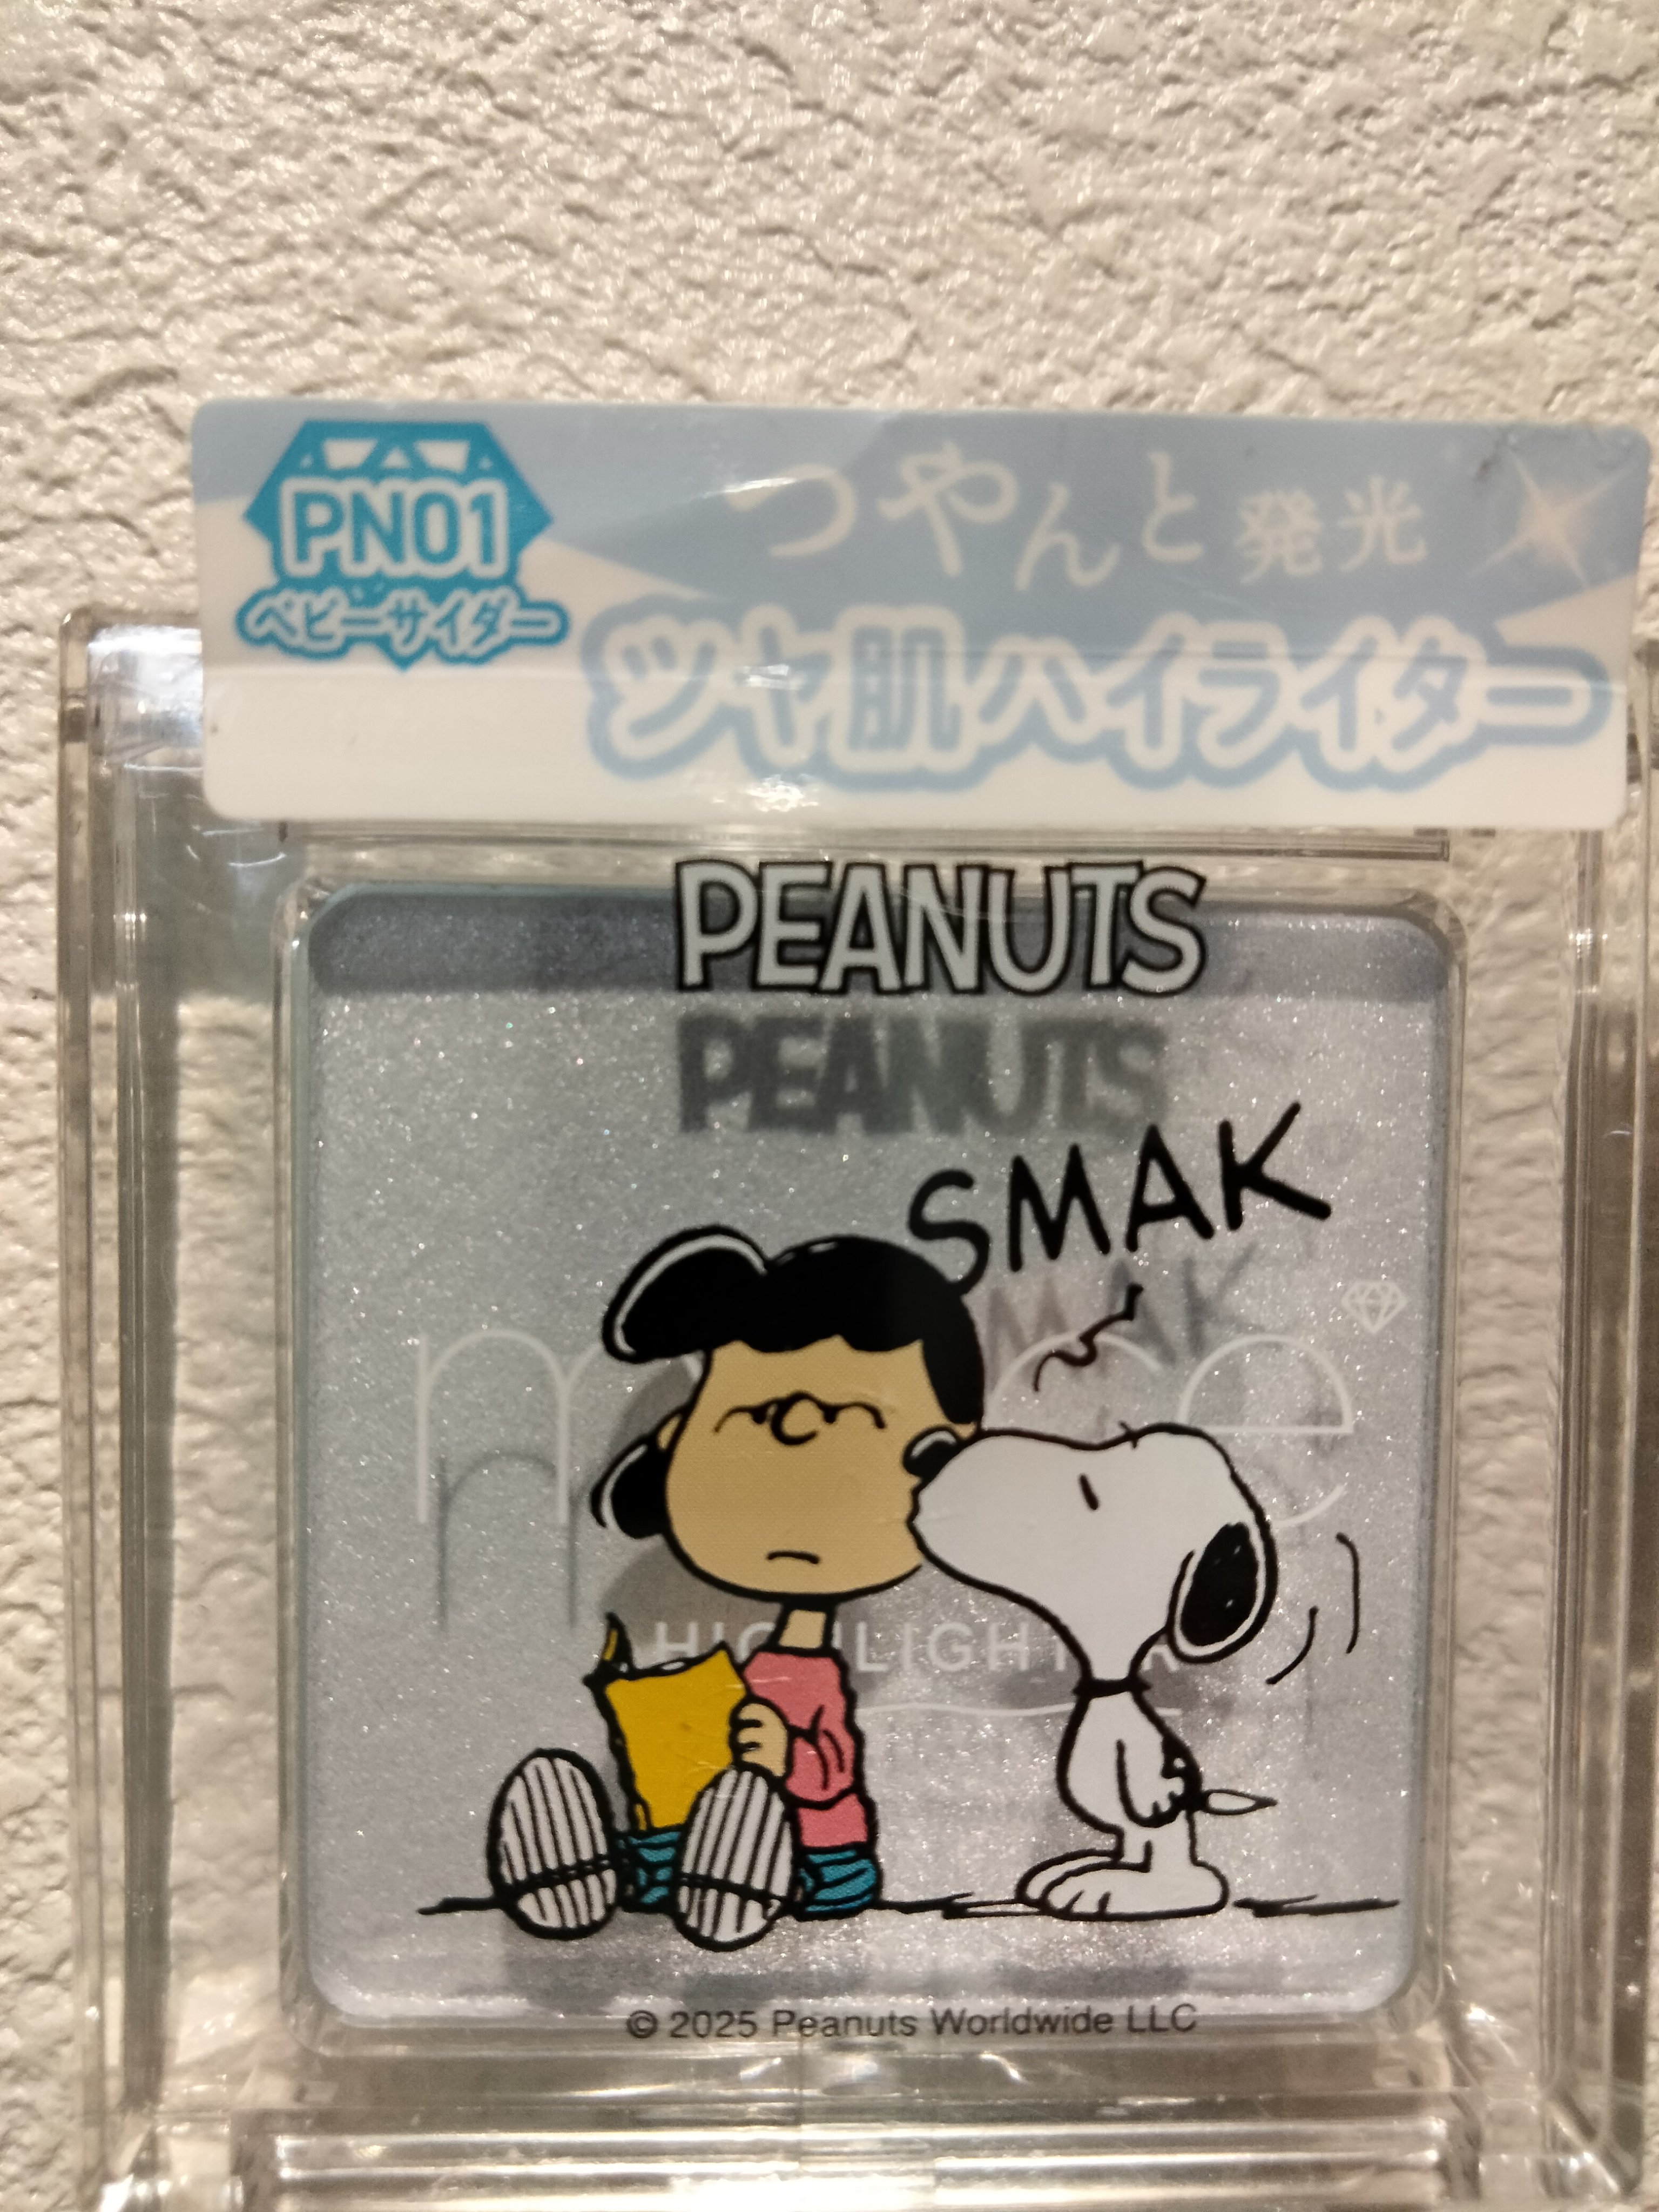 PN01
ベビーサイダー
つやんと発光
ツヤ肌ハイライター
PEANUTS
SMAK
HIGHLIGHTER
© 2025 Peanuts Worldwide LLC